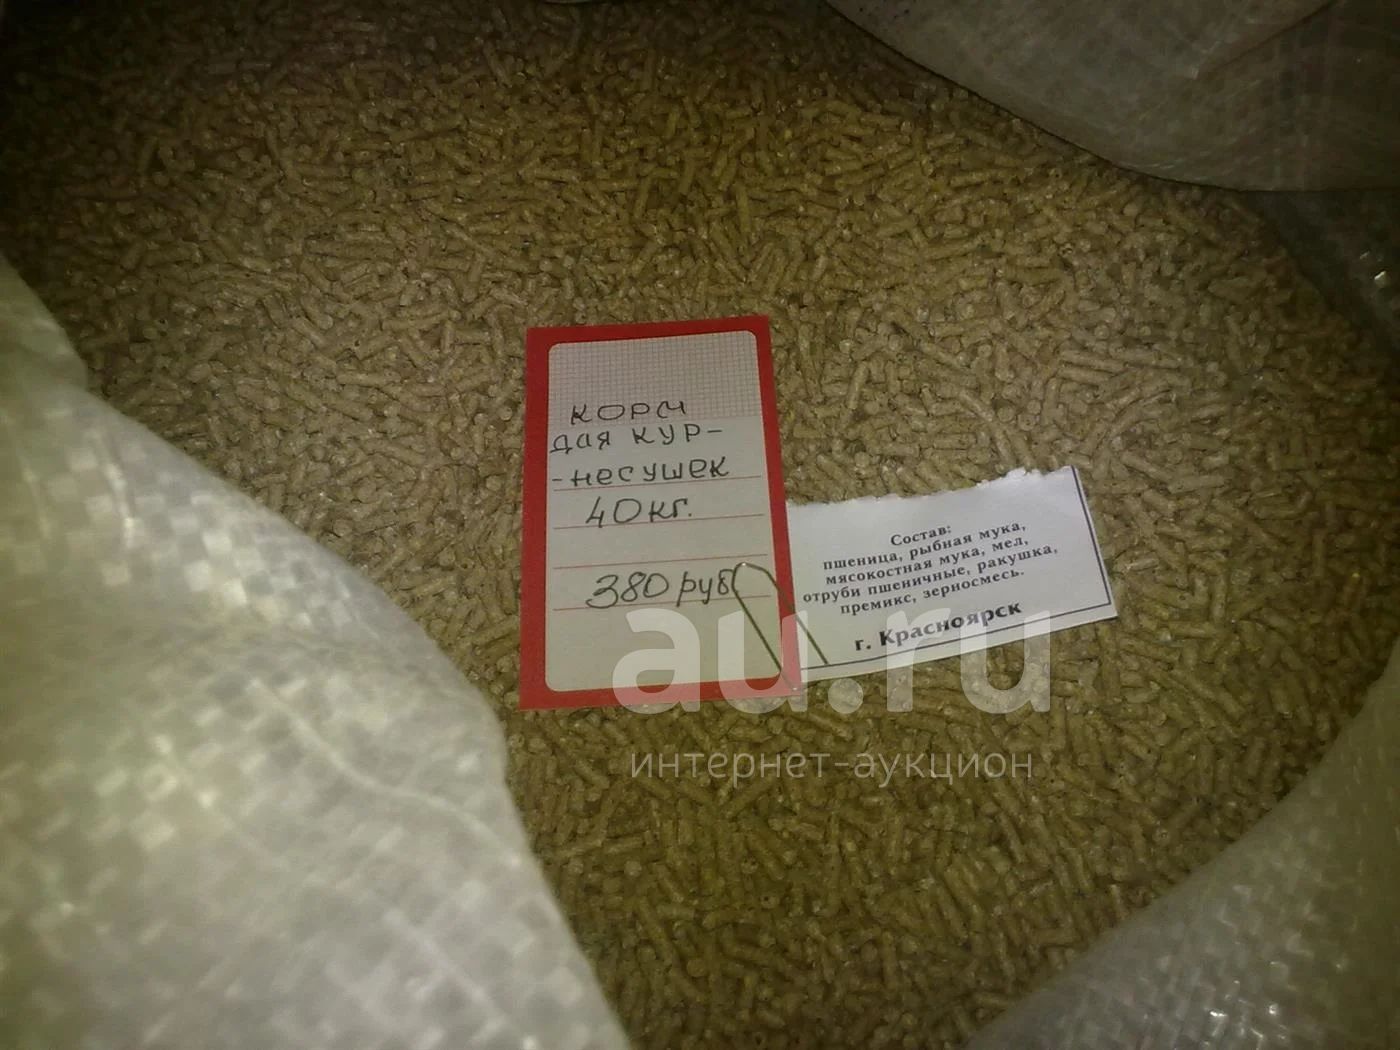 корм
для кур-
-несушек
40кг.
380 руб
Состав:
пшеница, рыбная мука,
мясокостная мука, мел,
отруби пшеничные, ракушка,
премикс, зерносмесь.
г. Красноярск
au.ru
интернет-аукцион